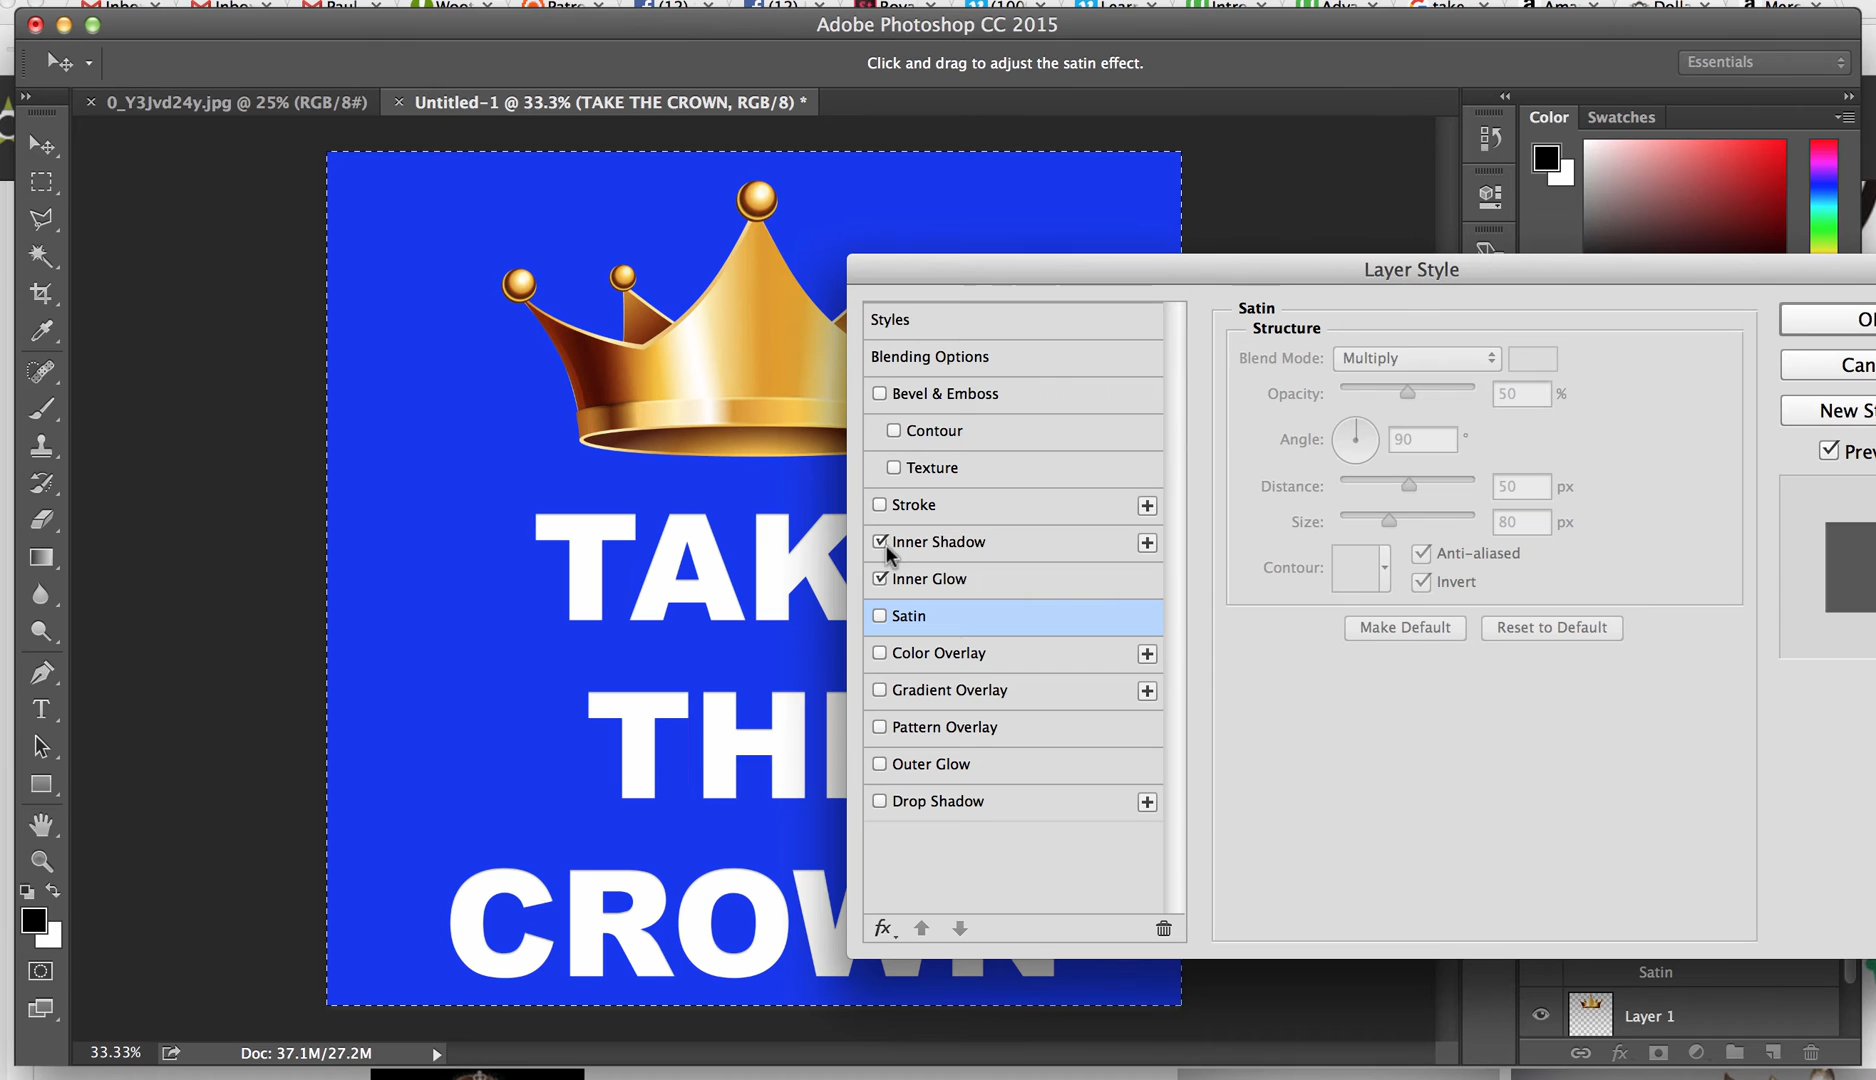 Adobe Photoshop CC 2015
Click and drag to adjust the satin effect.
Essentials
0_Y3Jvd24y.jpg @ 25% (RGB/8#)
Untitled-1 @ 33.3% (TAKE THE CROWN, RGB/8) *
Color
Swatches
Layer Style
Styles
Blending Options
Bevel & Emboss
Contour
Texture
Stroke
Inner Shadow
Inner Glow
Satin
Color Overlay
Gradient Overlay
Pattern Overlay
Outer Glow
Drop Shadow
fx
Satin
Structure
Blend Mode: Multiply
Opacity: 50 %
Angle: 90 °
Distance: 50 px
Size: 80 px
Contour:
Anti-aliased
Invert
Make Default
Reset to Default
Can
New S
Prev
TAK
TH
CROWN
Satin
Layer 1
fx
33.33%
Doc: 37.1M/27.2M